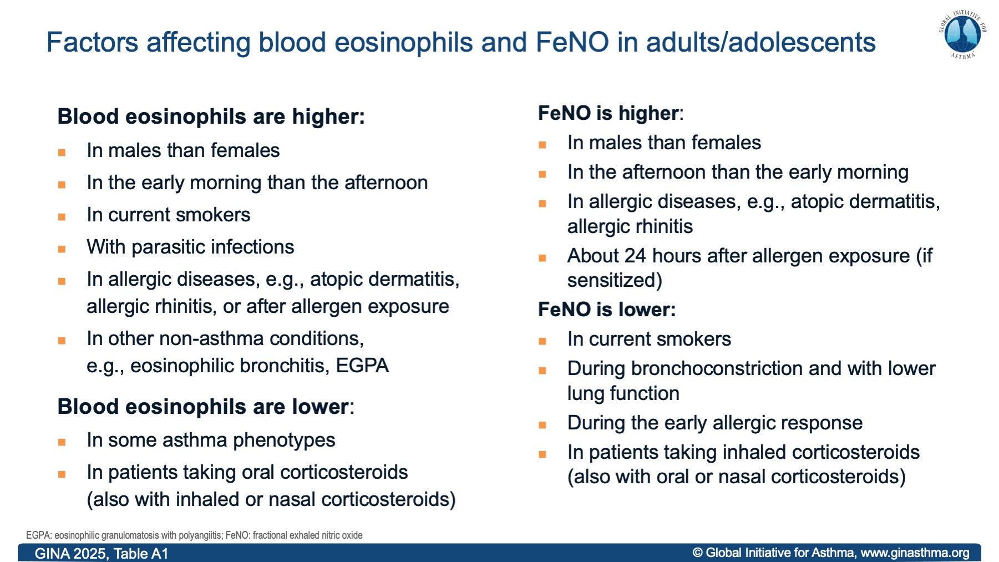 Factors affecting blood eosinophils and FeNO in adults/adolescents
GLOBAL INITIATIVE FOR
ASTHMA
Blood eosinophils are higher:
■ In males than females
■ In the early morning than the afternoon
■ In current smokers
■ With parasitic infections
■ In allergic diseases, e.g., atopic dermatitis,
allergic rhinitis, or after allergen exposure
■ In other non-asthma conditions,
e.g., eosinophilic bronchitis, EGPA
Blood eosinophils are lower:
■ In some asthma phenotypes
■ In patients taking oral corticosteroids
(also with inhaled or nasal corticosteroids)
FeNO is higher:
■ In males than females
■ In the afternoon than the early morning
■ In allergic diseases, e.g., atopic dermatitis,
allergic rhinitis
■ About 24 hours after allergen exposure (if
sensitized)
FeNO is lower:
■ In current smokers
■ During bronchoconstriction and with lower
lung function
■ During the early allergic response
■ In patients taking inhaled corticosteroids
(also with oral or nasal corticosteroids)
EGPA: eosinophilic granulomatosis with polyangiitis; FeNO: fractional exhaled nitric oxide
GINA 2025, Table A1
© Global Initiative for Asthma, www.ginasthma.org